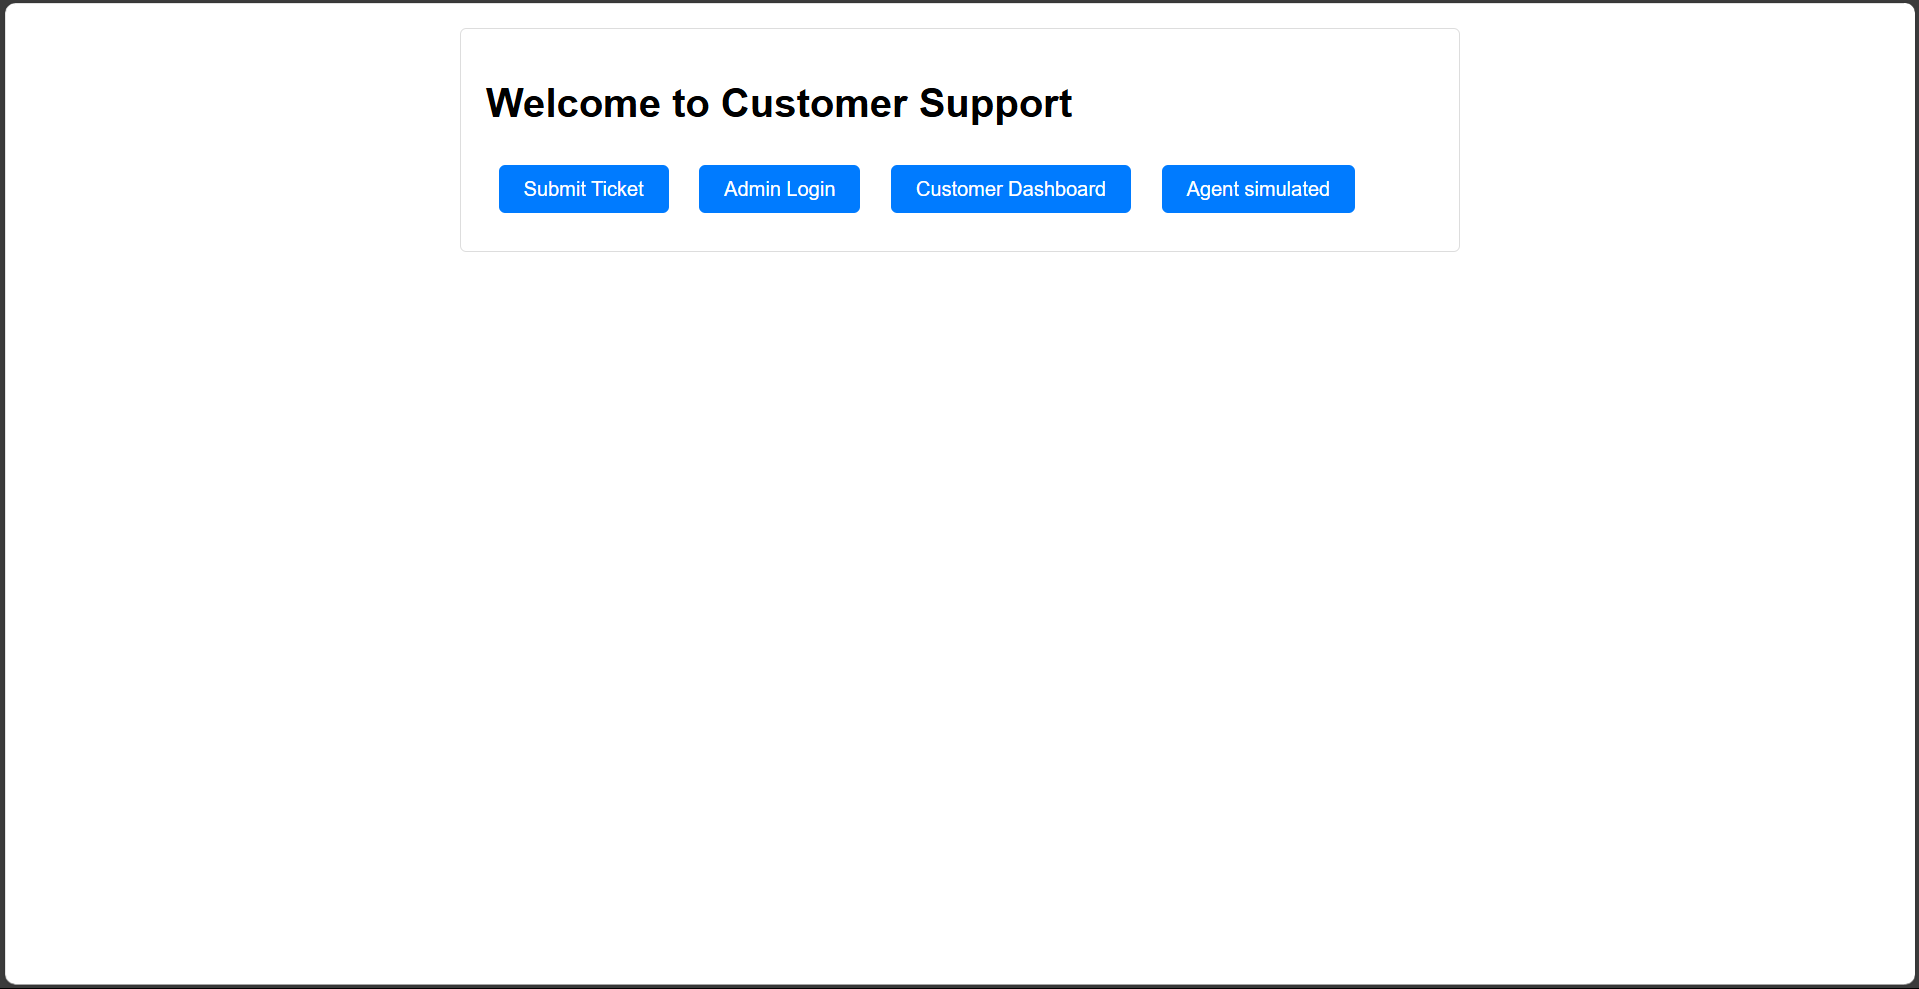 Welcome to Customer Support
Submit Ticket Admin Login Customer Dashboard Agent simulated